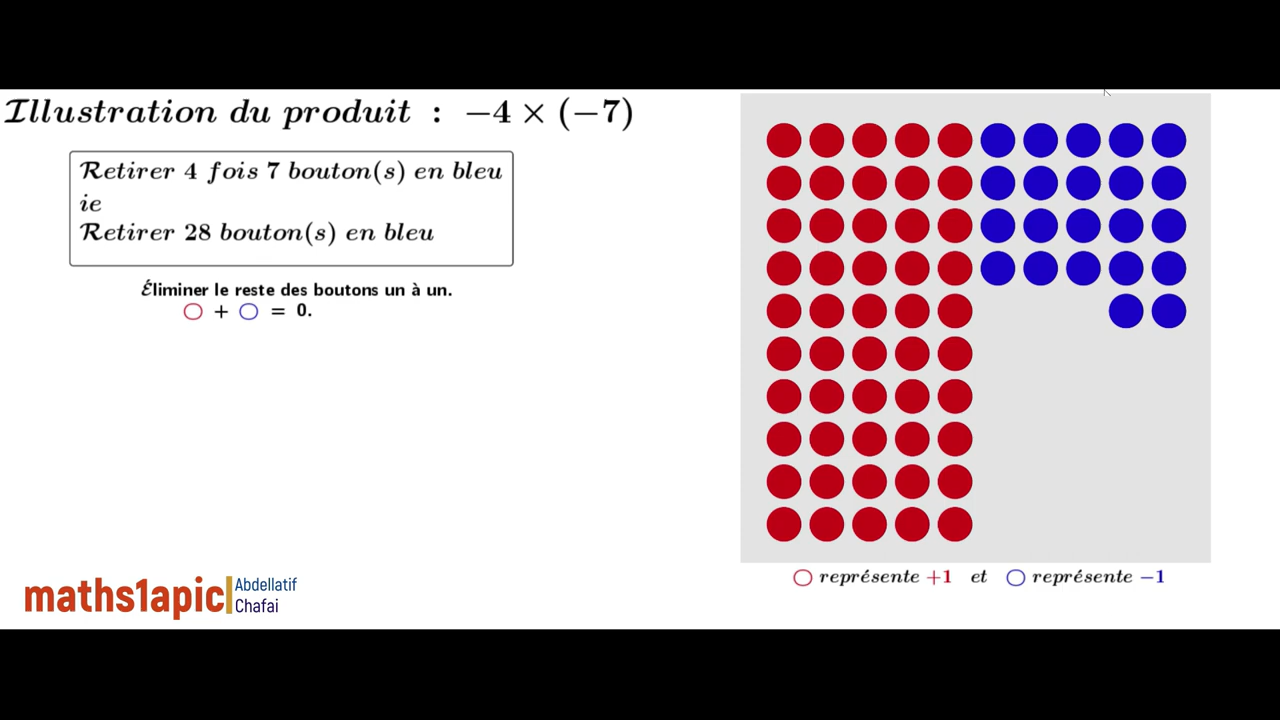 Illustration du produit : −4 × (−7)
Retirer 4 fois 7 bouton(s) en bleu
ie
Retirer 28 bouton(s) en bleu
Éliminer le reste des boutons un à un.
+ = 0.
représente +1 et représente −1
maths1apic
Abdellatif
Chafai